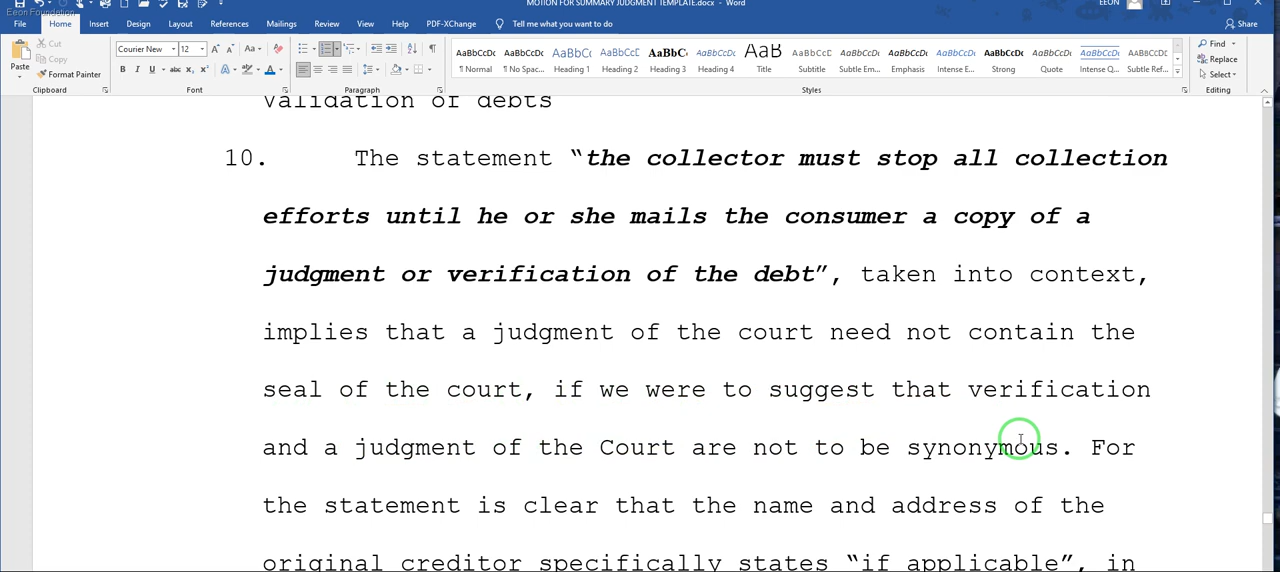 MOTION FOR SUMMARY JUDGMENT TEMPLATE.docx - Word
EEON
Eeon Foundation
File Home Insert Design Layout References Mailings Review View Help PDF-XChange Tell me what you want to do Share
Paste
Cut
Copy
Format Painter
Clipboard
Courier New 12
Font
Paragraph
AaBbCcDc AaBbCcDc AaBbC AaBbCcC AaBbC AaBbCcDc AaB AaBbCcD AaBbCcDc AaBbCcDc AaBbCcDc AaBbCcDc AaBbCcDc AaBbCcDc AaBbCcDc
¶ Normal ¶ No Spac... Heading 1 Heading 2 Heading 3 Heading 4 Title Subtitle Subtle Em... Emphasis Intense E... Strong Quote Intense Q... Subtle Ref...
Styles
Find
Replace
Select
Editing
validation of debts
10. The statement “the collector must stop all collection
efforts until he or she mails the consumer a copy of a
judgment or verification of the debt”, taken into context,
implies that a judgment of the court need not contain the
seal of the court, if we were to suggest that verification
and a judgment of the Court are not to be synonymous. For
the statement is clear that the name and address of the
original creditor specifically states “if applicable”, in